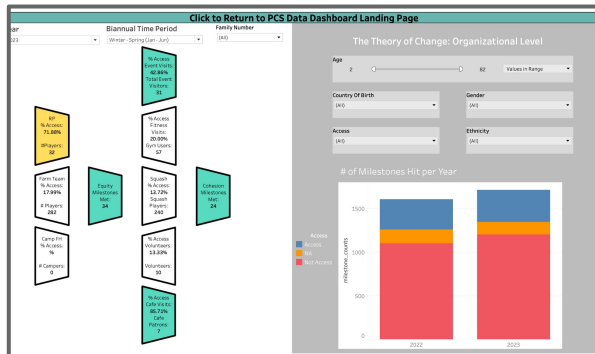 Click to Return to PCS Data Dashboard Landing Page
ear
Biannual Time Period
Family Number
023
Winter - Spring (Jan - Jun)
(All)
% Access
Event Visits:
42.86%
Total Event
Visitors:
31
RP
% Access:
71.88%
#Players:
32
% Access
Fitness
Visits:
20.00%
Gym Users:
57
Farm Team
% Access:
17.99%
# Players:
282
Equity
Milestones
Met:
34
Squash
% Access:
13.72%
Squash
Players:
240
Cohesion
Milestones
Met:
24
Camp FH
% Access:
%
# Campers:
0
% Access
Volunteers:
13.33%
Volunteers:
10
% Access
Cafe Visits:
85.71%
Cafe
Patrons:
7
The Theory of Change: Organizational Level
Age
2
82
Values in Range
Country Of Birth
(All)
Gender
(All)
Access
(All)
Ethnicity
(All)
# of Milestones Hit per Year
Access
Access
NA
Not Access
milestone_counts
1500
1000
500
0
2022
2023